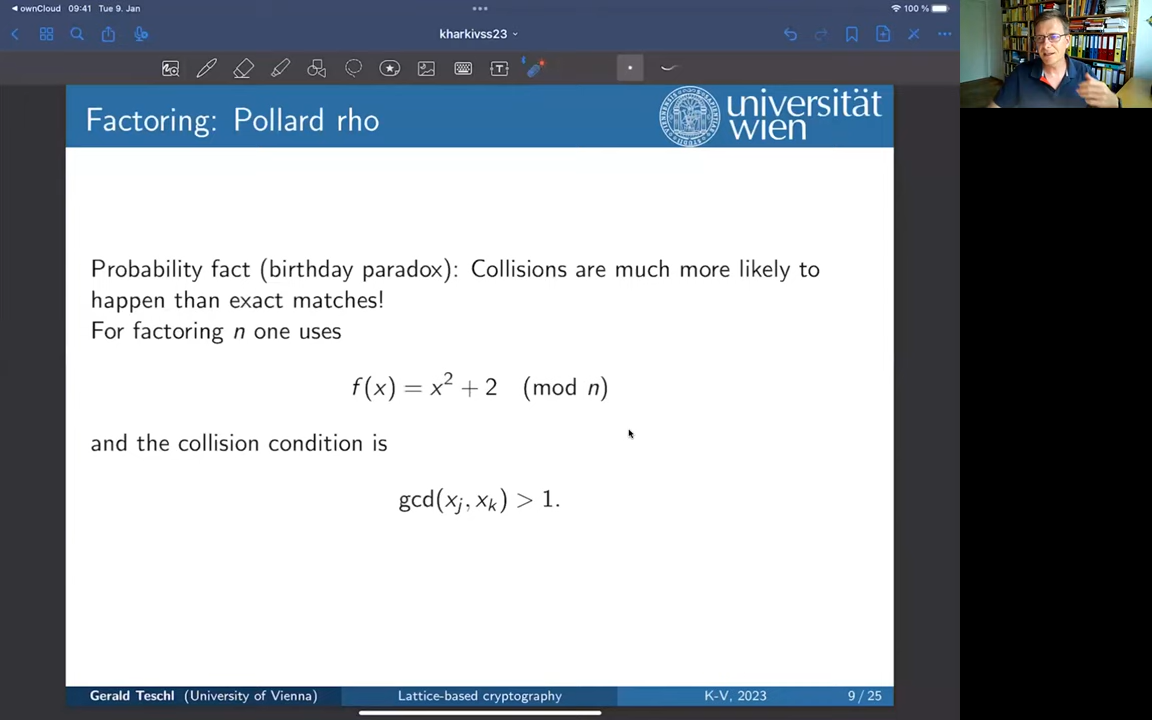 ownCloud 09:41 Tue 9. Jan
100 %
kharkivss23
Factoring: Pollard rho
universität
wien
Probability fact (birthday paradox): Collisions are much more likely to
happen than exact matches!
For factoring n one uses
f(x) = x² + 2 (mod n)
and the collision condition is
gcd(xⱼ, xₖ) > 1.
Gerald Teschl (University of Vienna) Lattice-based cryptography K-V, 2023 9 / 25